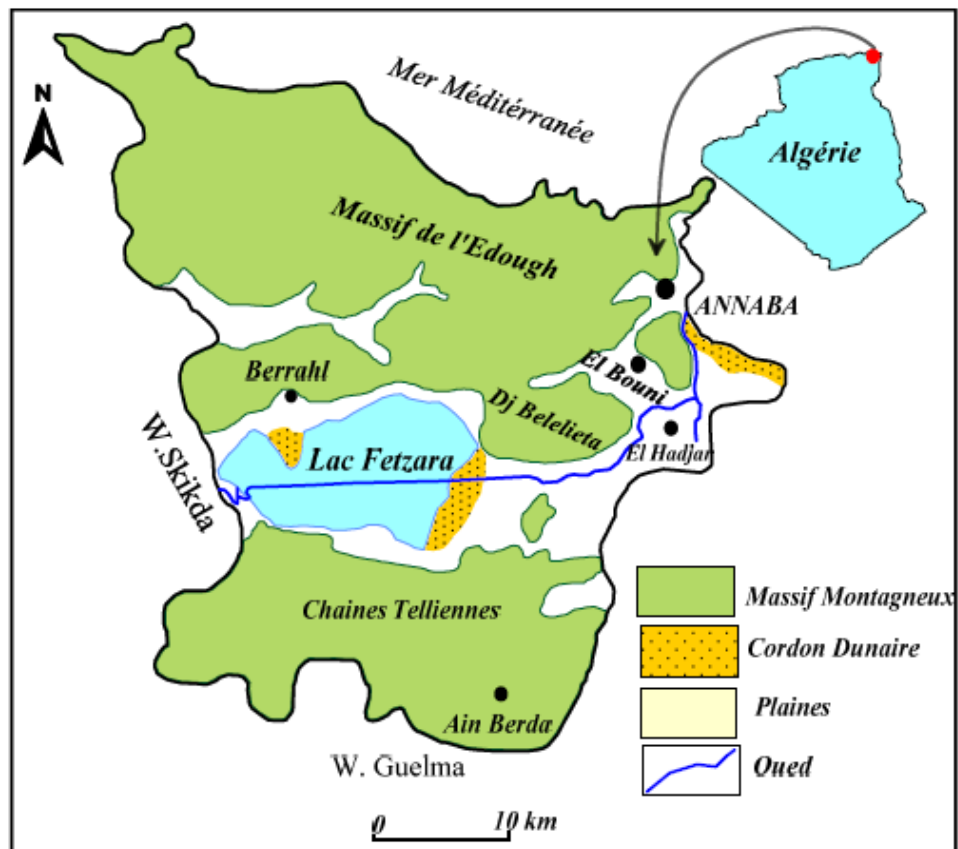 N
Mer Méditérranée
Algérie
Massif de l'Edough
ANNABA
El Bouni
Berrahl
Dj Belelieta
El Hadjar
Lac Fetzara
W.Skikda
Chaines Telliennes
Massif Montagneux
Cordon Dunaire
Ain Berda
Plaines
W. Guelma
Oued
0 10 km